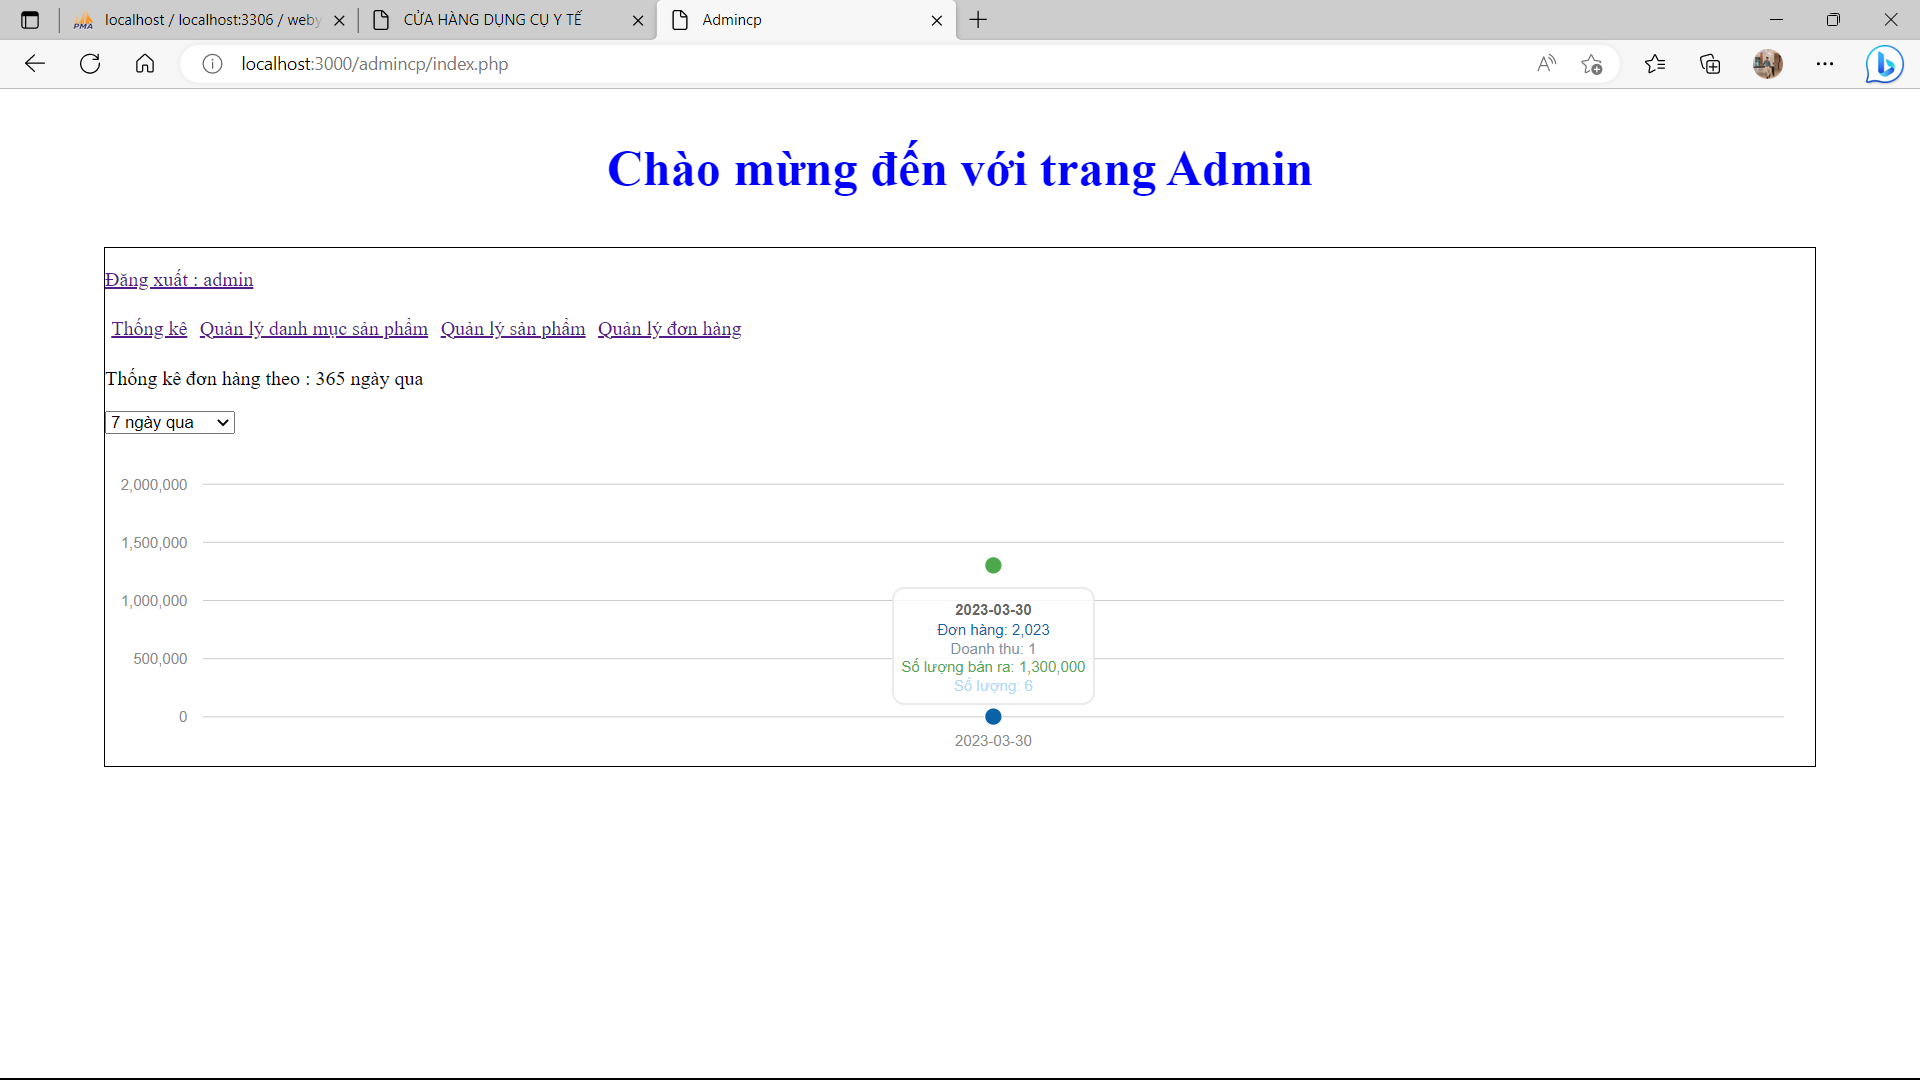 localhost / localhost:3306 / weby
CỬA HÀNG DỤNG CỤ Y TẾ
Admincp
localhost:3000/admincp/index.php
Chào mừng đến với trang Admin
Đăng xuất : admin
Thống kê Quản lý danh mục sản phẩm Quản lý sản phẩm Quản lý đơn hàng
Thống kê đơn hàng theo : 365 ngày qua
7 ngày qua
2,000,000
1,500,000
1,000,000
500,000
0
2023-03-30
Đơn hàng: 2,023
Doanh thu: 1
Số lượng bán ra: 1,300,000
Số lượng: 6
2023-03-30